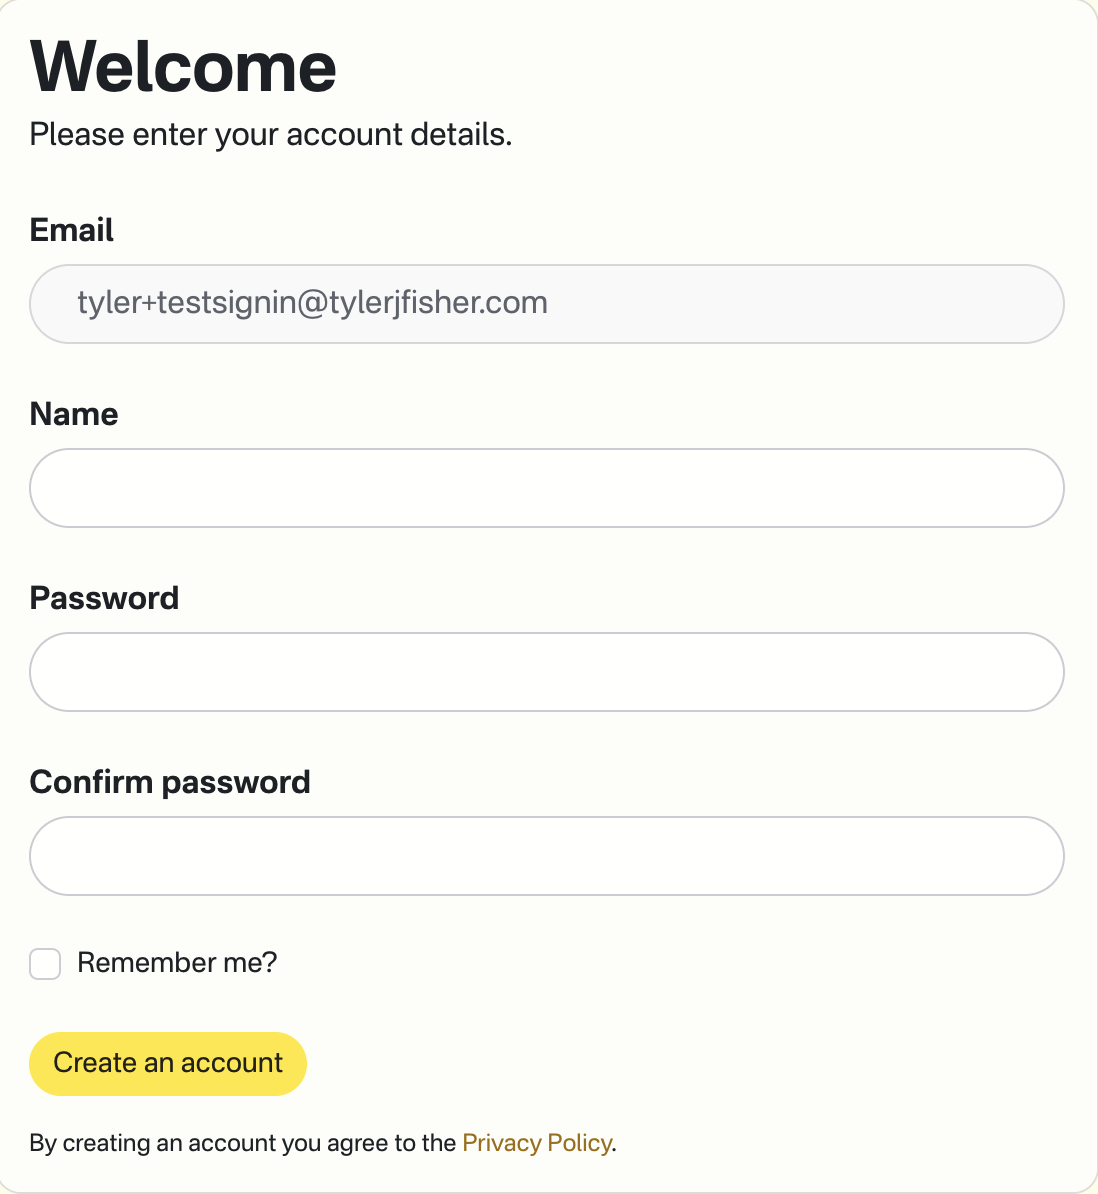 Welcome
Please enter your account details.
Email
tyler+testsignin@tylerjfisher.com
Name
Password
Confirm password
Remember me?
Create an account
By creating an account you agree to the Privacy Policy.